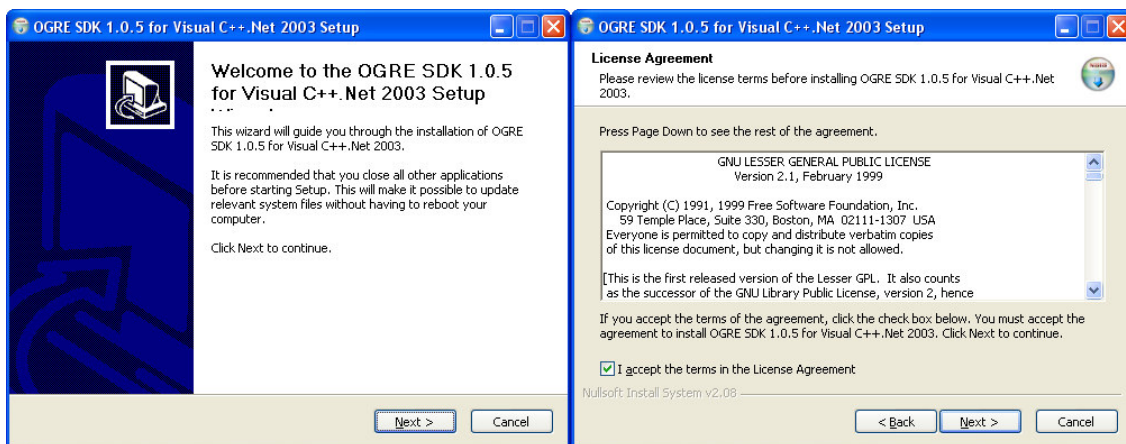 OGRE SDK 1.0.5 for Visual C++.Net 2003 Setup
Welcome to the OGRE SDK 1.0.5
for Visual C++.Net 2003 Setup
This wizard will guide you through the installation of OGRE
SDK 1.0.5 for Visual C++.Net 2003.
It is recommended that you close all other applications
before starting Setup. This will make it possible to update
relevant system files without having to reboot your
computer.
Click Next to continue.
Next >
Cancel
OGRE SDK 1.0.5 for Visual C++.Net 2003 Setup
License Agreement
Please review the license terms before installing OGRE SDK 1.0.5 for Visual C++.Net
2003.
Press Page Down to see the rest of the agreement.
GNU LESSER GENERAL PUBLIC LICENSE
Version 2.1, February 1999
Copyright (C) 1991, 1999 Free Software Foundation, Inc.
59 Temple Place, Suite 330, Boston, MA 02111-1307 USA
Everyone is permitted to copy and distribute verbatim copies
of this license document, but changing it is not allowed.
[This is the first released version of the Lesser GPL. It also counts
as the successor of the GNU Library Public License, version 2, hence
If you accept the terms of the agreement, click the check box below. You must accept the
agreement to install OGRE SDK 1.0.5 for Visual C++.Net 2003. Click Next to continue.
I accept the terms in the License Agreement
Nullsoft Install System v2.08
< Back
Next >
Cancel